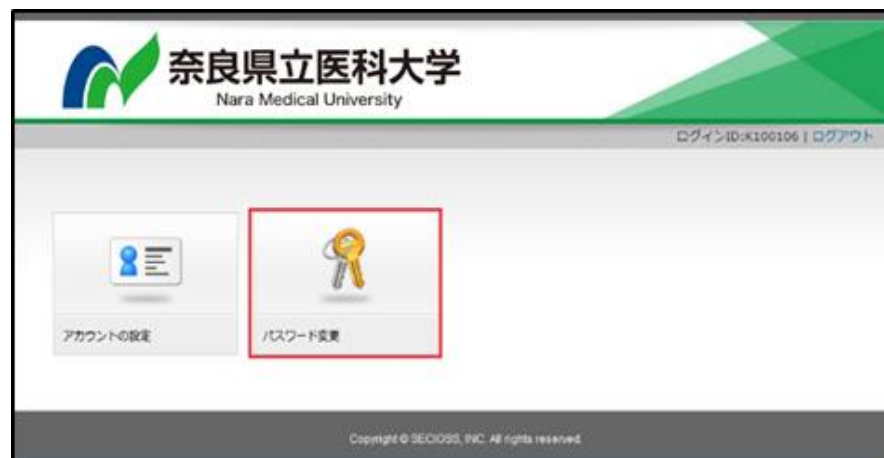 奈良県立医科大学
Nara Medical University
ログインID:K100106 | ログアウト
アカウントの設定
パスワード変更
Copyright © SECIOSS, INC. All rights reserved.